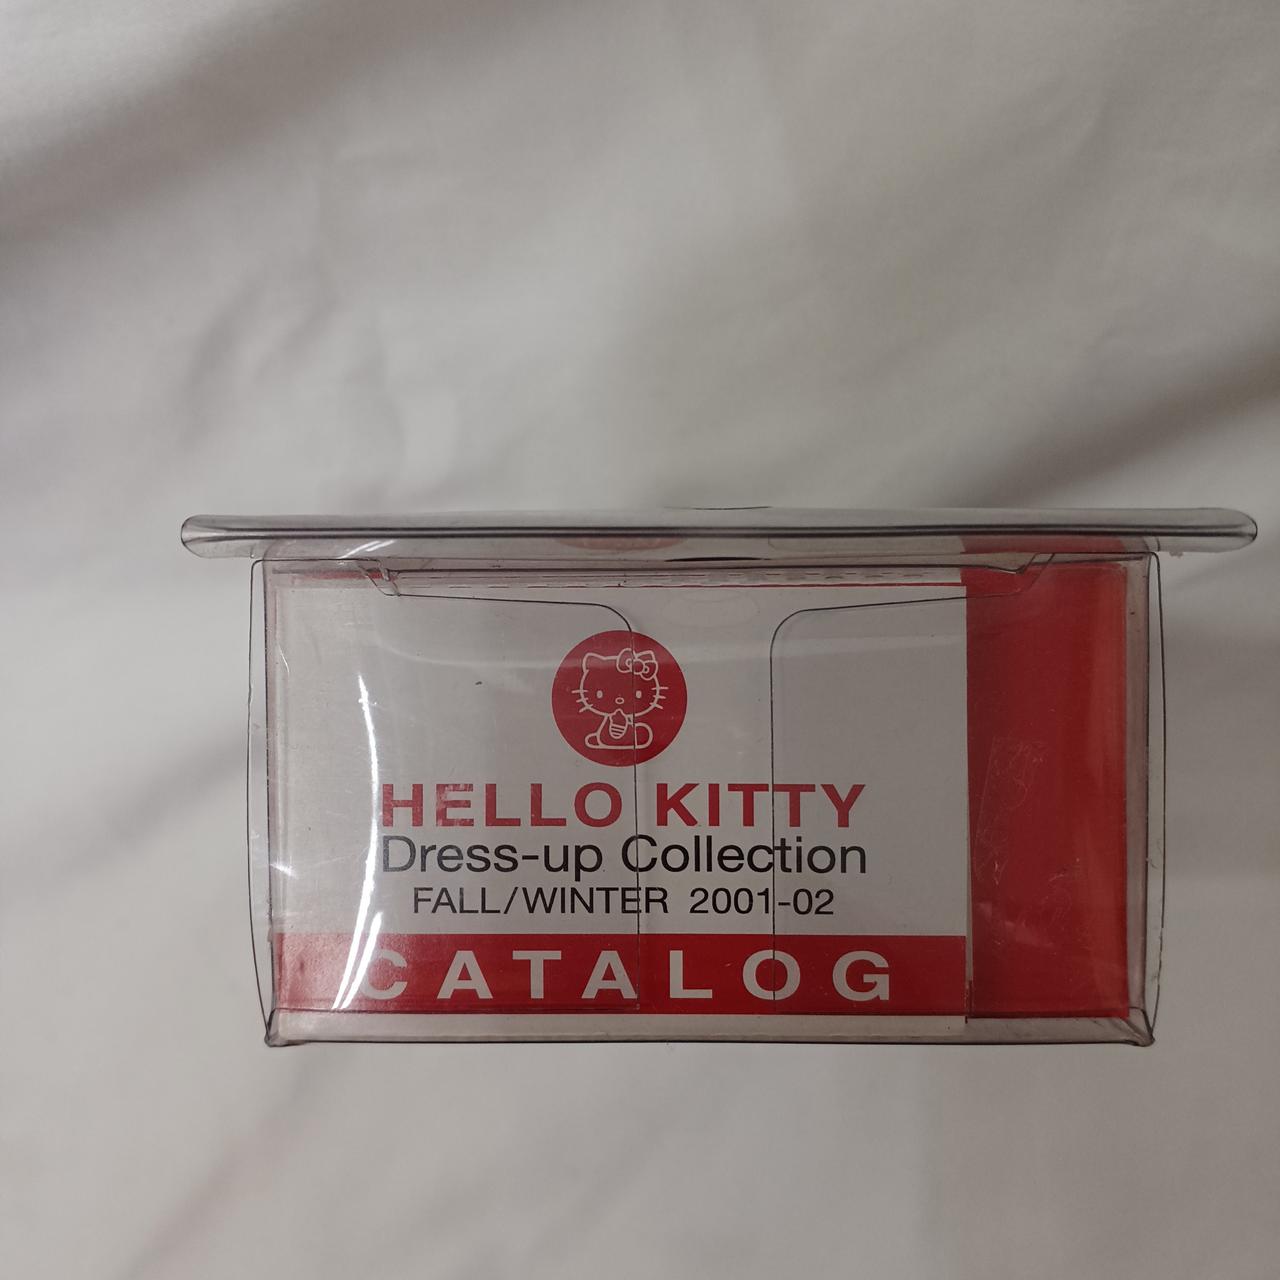 HELLO KITTY
Dress-up Collection
FALL/WINTER 2001-02
CATALOG